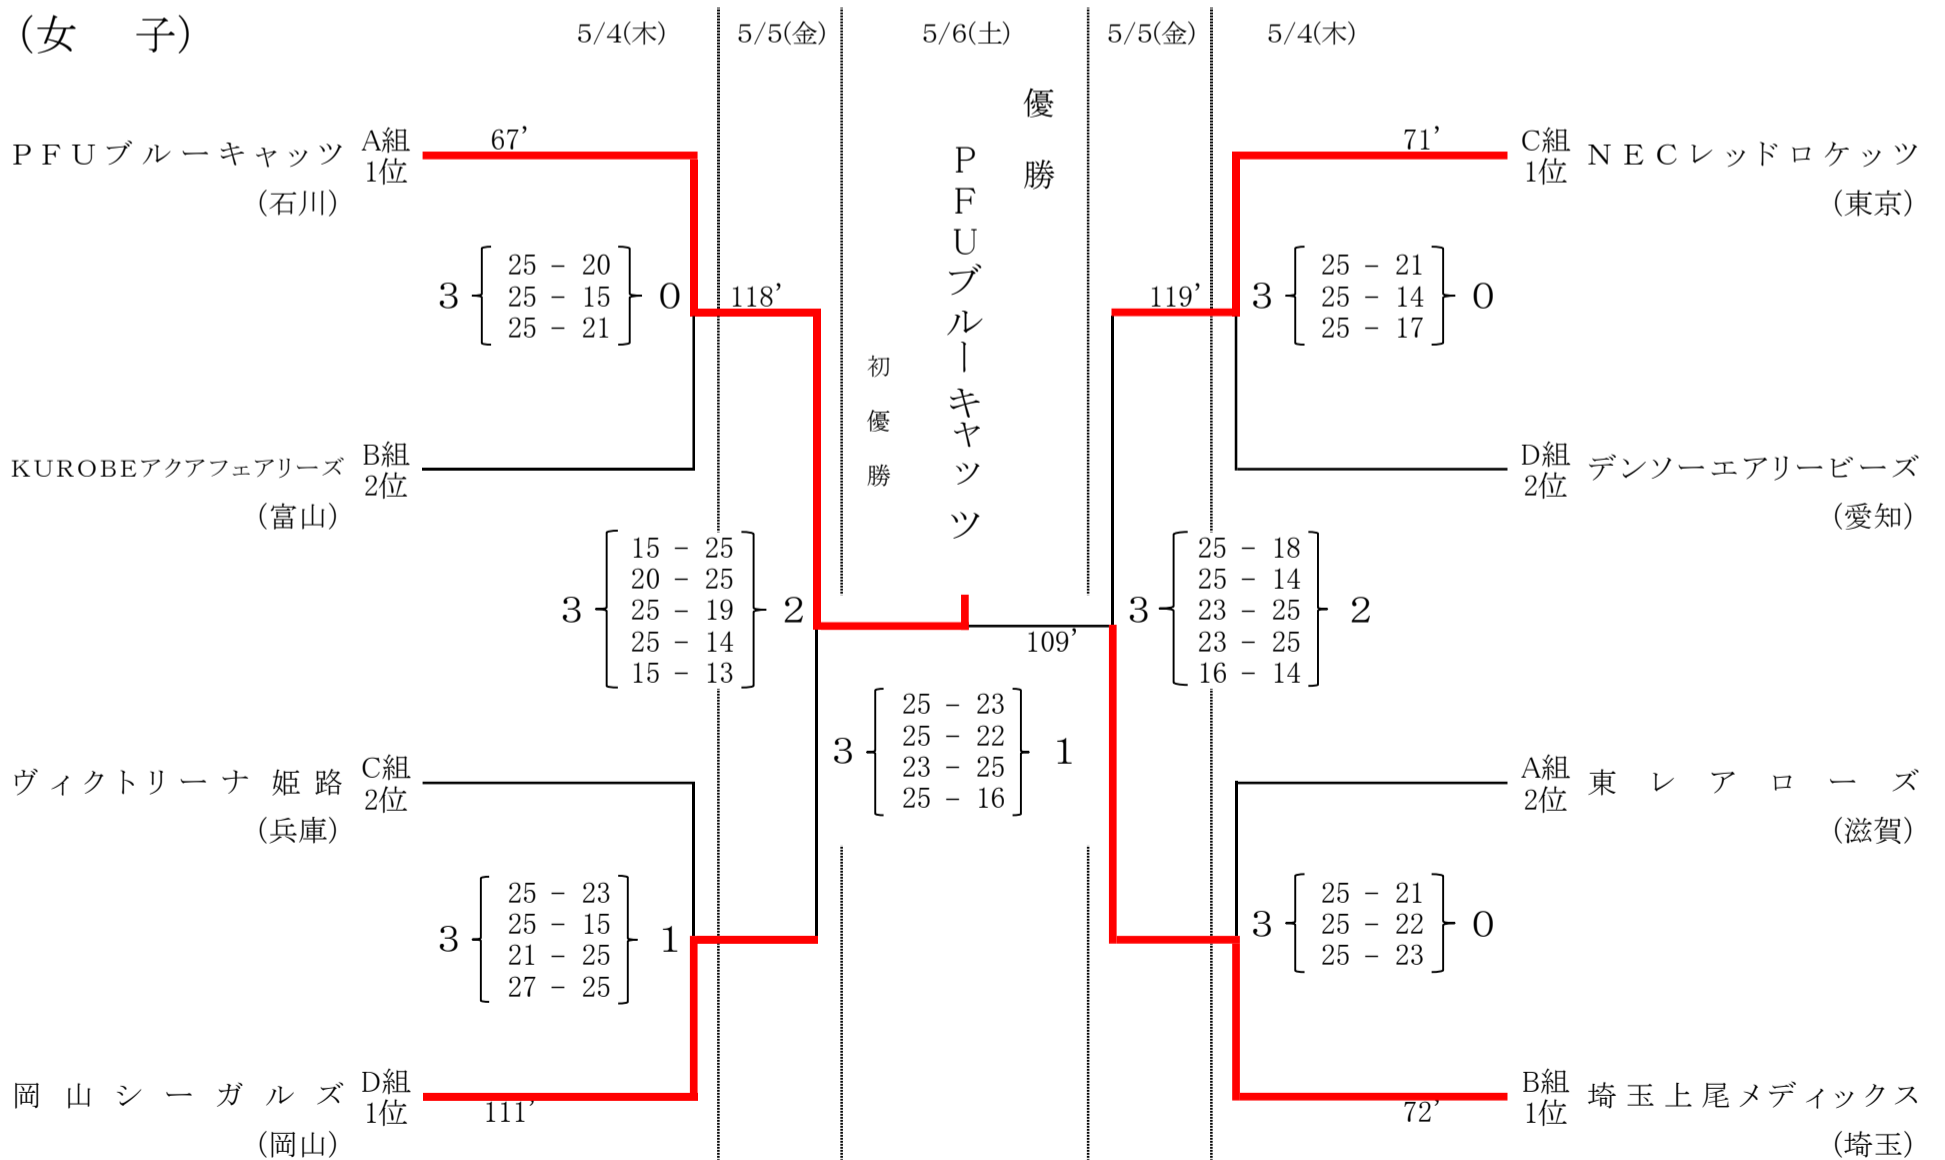 (女　子)
5/4(木)
5/5(金)
5/6(土)
5/5(金)
5/4(木)
優勝
PFUブルーキャッツ
初優勝
PFUブルーキャッツ
A組
1位
(石川)
67’
3
25 － 20
25 － 15
25 － 21
0
KUROBEアクアフェアリーズ
B組
2位
(富山)
118’
3
15 － 25
20 － 25
25 － 19
25 － 14
15 － 13
2
ヴィクトリーナ姫路
C組
2位
(兵庫)
3
25 － 23
25 － 15
21 － 25
27 － 25
1
岡山シーガルズ
D組
1位
(岡山)
111’
109’
3
25 － 23
25 － 22
23 － 25
25 － 16
1
71’
C組
1位
NECレッドロケッツ
(東京)
3
25 － 21
25 － 14
25 － 17
0
119’
D組
2位
デンソーエアリービーズ
(愛知)
3
25 － 18
25 － 14
23 － 25
23 － 25
16 － 14
2
A組
2位
東レアローズ
(滋賀)
3
25 － 21
25 － 22
25 － 23
0
72’
B組
1位
埼玉上尾メディックス
(埼玉)